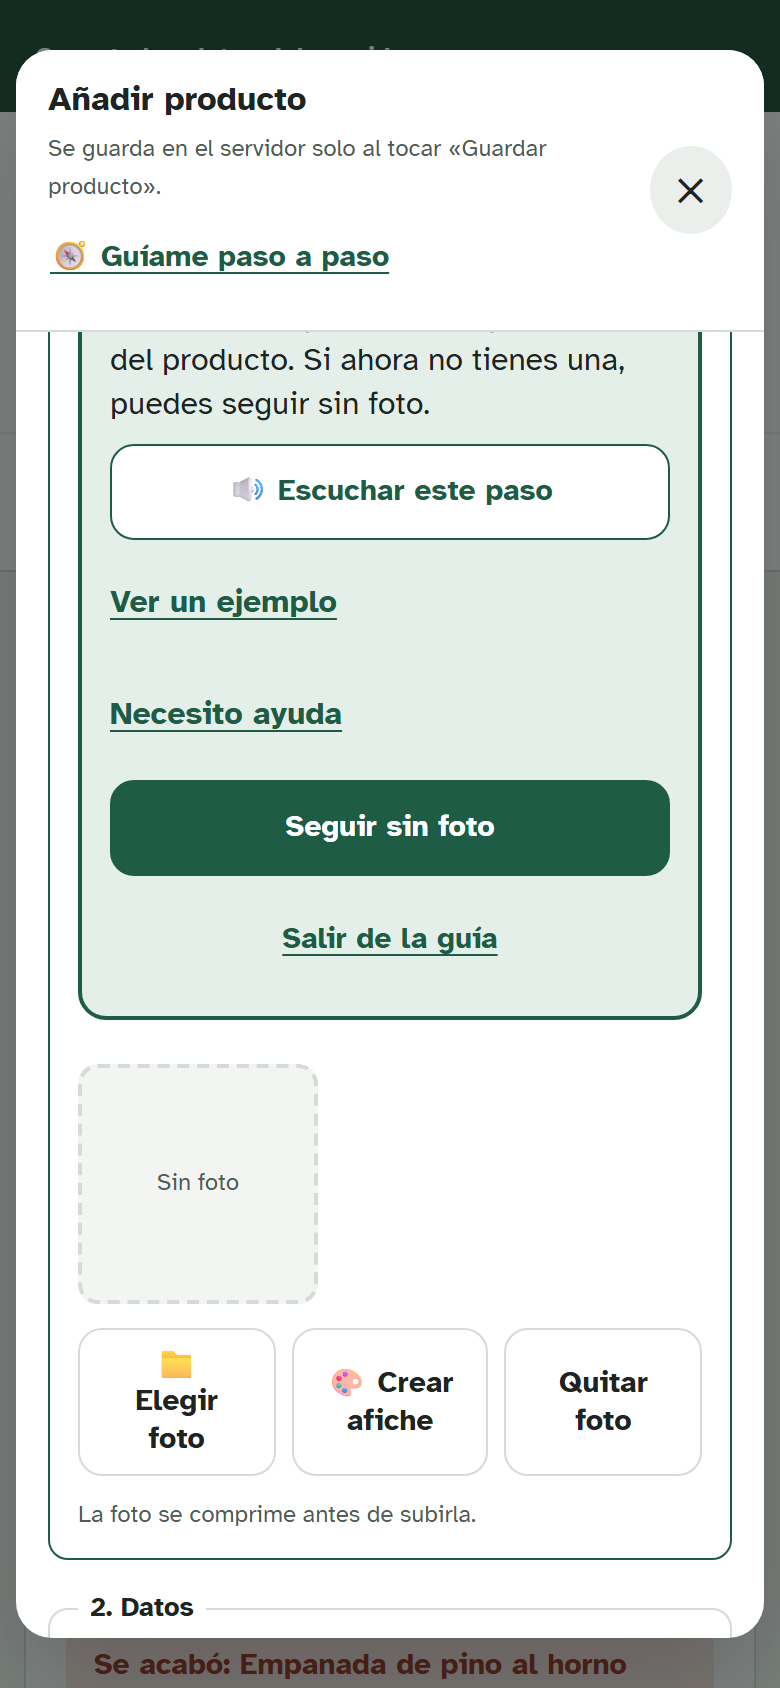 Añadir producto
Se guarda en el servidor solo al tocar «Guardar
producto».
Guíame paso a paso
del producto. Si ahora no tienes una,
puedes seguir sin foto.
Escuchar este paso
Ver un ejemplo
Necesito ayuda
Seguir sin foto
Salir de la guía
Sin foto
Elegir
foto
Crear
afiche
Quitar
foto
La foto se comprime antes de subirla.
2. Datos
Se acabó: Empanada de pino al horno